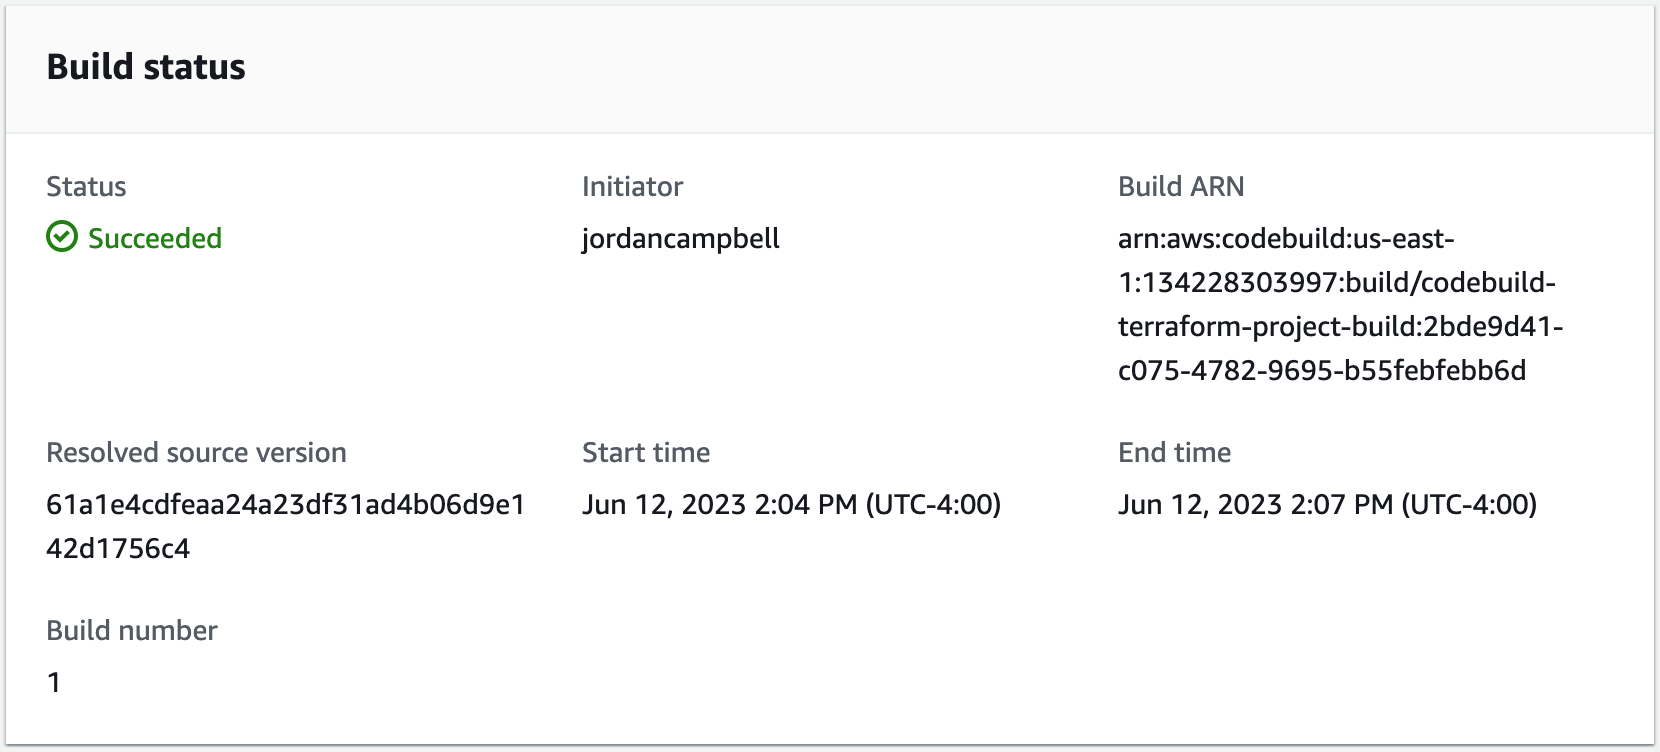 Build status
Status
Succeeded
Initiator
jordancampbell
Build ARN
arn:aws:codebuild:us-east-
1:134228303997:build/codebuild-
terraform-project-build:2bde9d41-
c075-4782-9695-b55febfebb6d
Resolved source version
61a1e4cdfeaa24a23df31ad4b06d9e1
42d1756c4
Start time
Jun 12, 2023 2:04 PM (UTC-4:00)
End time
Jun 12, 2023 2:07 PM (UTC-4:00)
Build number
1